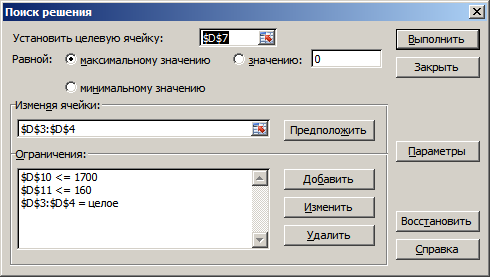 Поиск решения
Установить целевую ячейку: $D$7 Выполнить
Равной: максимальному значению значению: 0 Закрыть
минимальному значению
Изменяя ячейки:
$D$3:$D$4 Предположить
Ограничения: Параметры
$D$10 <= 1700 Добавить
$D$11 <= 160
$D$3:$D$4 = целое Изменить
Восстановить
Удалить
Справка